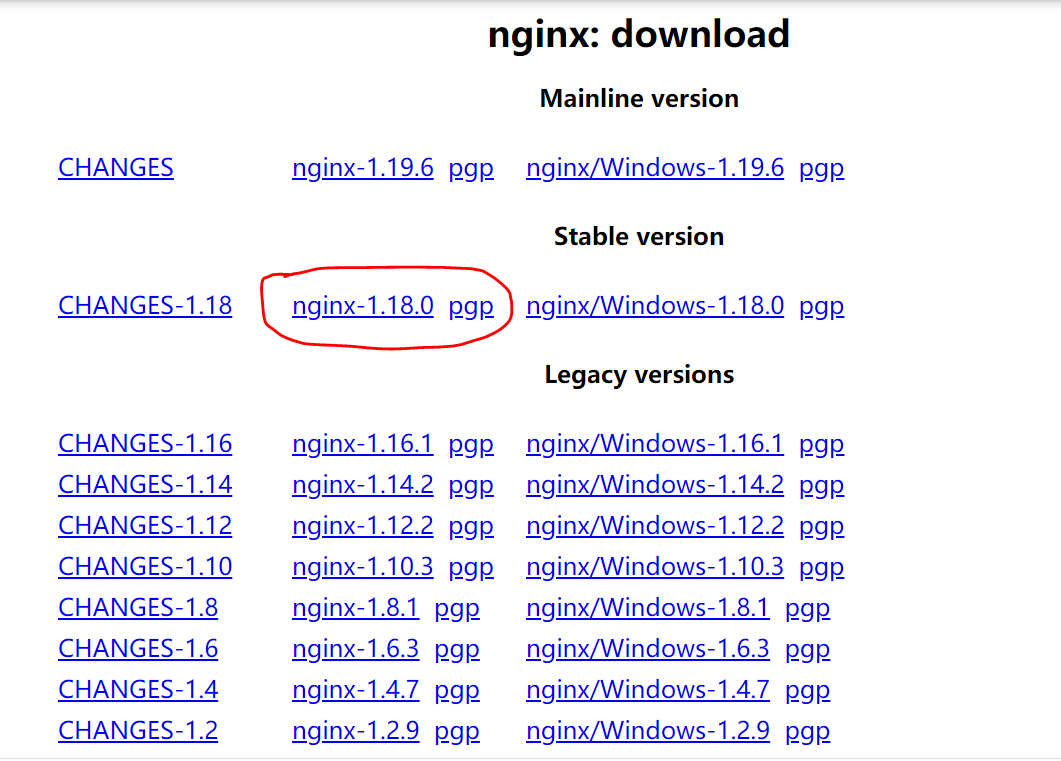 nginx: download
Mainline version
CHANGES nginx-1.19.6 pgp nginx/Windows-1.19.6 pgp
Stable version
CHANGES-1.18 nginx-1.18.0 pgp nginx/Windows-1.18.0 pgp
Legacy versions
CHANGES-1.16 nginx-1.16.1 pgp nginx/Windows-1.16.1 pgp
CHANGES-1.14 nginx-1.14.2 pgp nginx/Windows-1.14.2 pgp
CHANGES-1.12 nginx-1.12.2 pgp nginx/Windows-1.12.2 pgp
CHANGES-1.10 nginx-1.10.3 pgp nginx/Windows-1.10.3 pgp
CHANGES-1.8 nginx-1.8.1 pgp nginx/Windows-1.8.1 pgp
CHANGES-1.6 nginx-1.6.3 pgp nginx/Windows-1.6.3 pgp
CHANGES-1.4 nginx-1.4.7 pgp nginx/Windows-1.4.7 pgp
CHANGES-1.2 nginx-1.2.9 pgp nginx/Windows-1.2.9 pgp